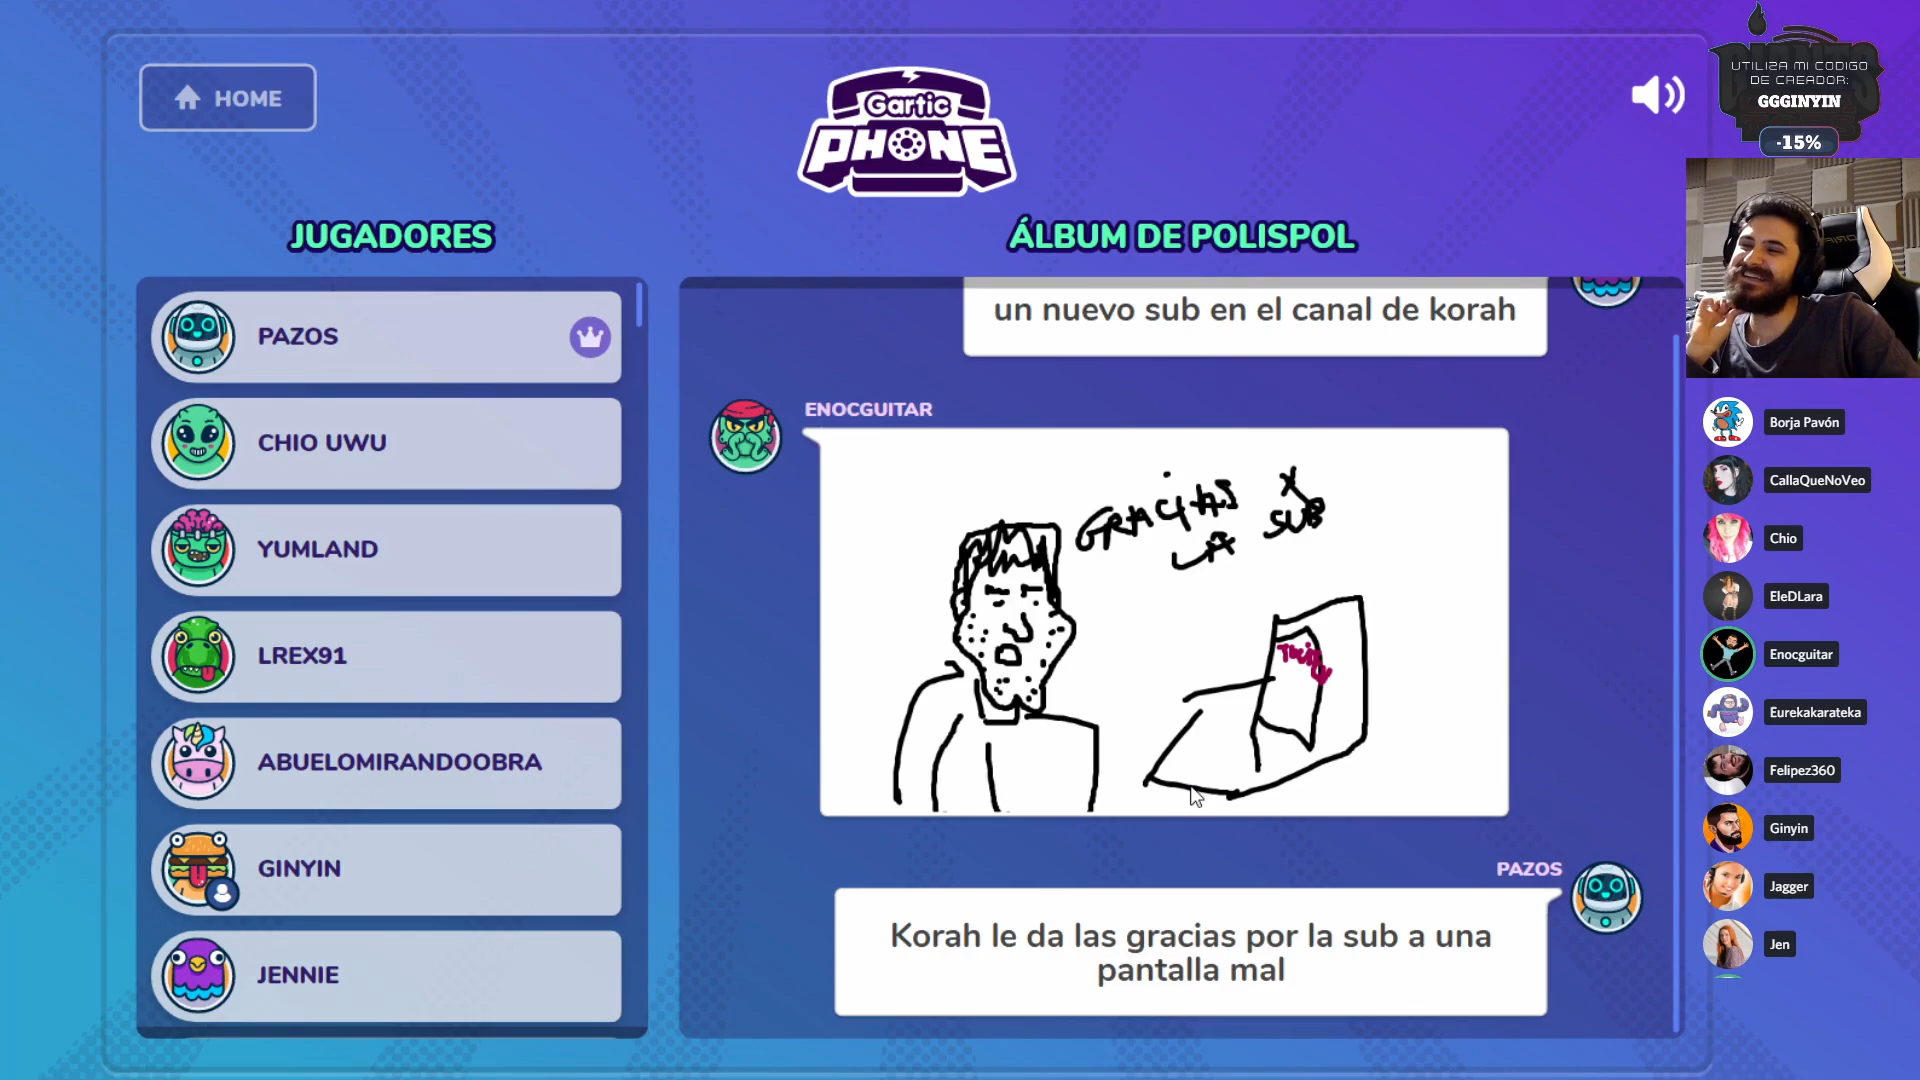 UTILIZA MI CODIGO
DE CREADOR:
GGGINYIN
-15%
HOME
Gartic
PHONE
JUGADORES
ÁLBUM DE POLISPOL
PAZOS
CHIO UWU
YUMLAND
LREX91
ABUELOMIRANDOOBRA
GINYIN
JENNIE
un nuevo sub en el canal de korah
ENOCGUITAR
GRACIAS X
LA SUB
PAZOS
Korah le da las gracias por la sub a una
pantalla mal
Borja Pavón
CallaQueNoVeo
Chio
EleDLara
Enocguitar
Eurekakarateka
Felipez360
Ginyin
Jagger
Jen